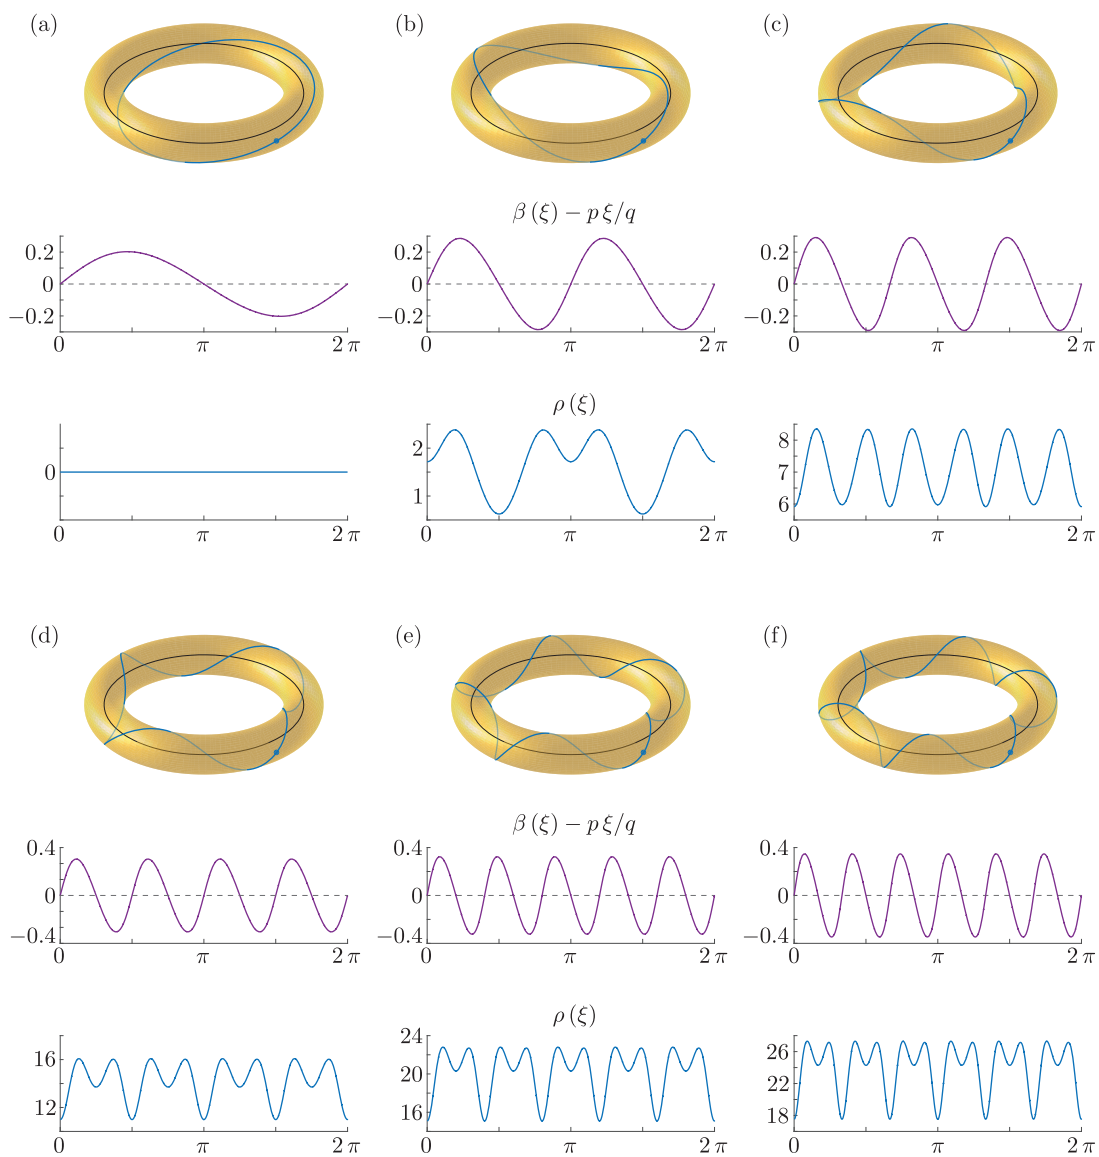 (a) (b) (c)
β (ξ) − p ξ/q
0.2 0.2 0.2
0 0 0
−0.2 −0.2 −0.2
0 π 2 π 0 π 2 π 0 π 2 π
ρ (ξ)
2 8
0 7
1 6
0 π 2 π 0 π 2 π 0 π 2 π
(d) (e) (f)
β (ξ) − p ξ/q
0.4 0.4 0.4
0 0 0
−0.4 −0.4 −0.4
0 π 2 π 0 π 2 π 0 π 2 π
ρ (ξ)
16 24 26
20 22
12 16 18
0 π 2 π 0 π 2 π 0 π 2 π